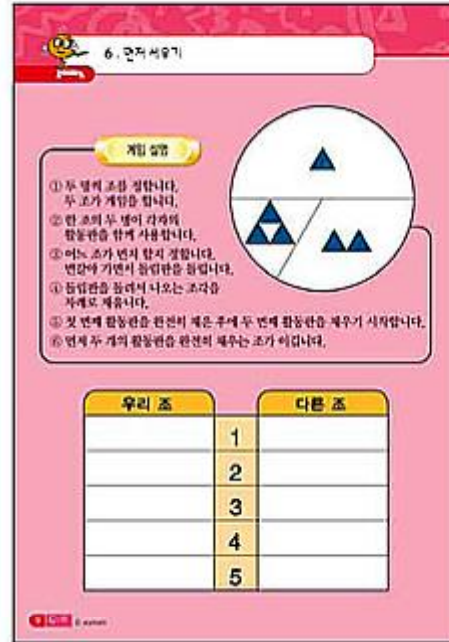 6. 먼저 채우기
게임 설명
① 두 명씩 조를 정합니다.
두 조가 게임을 합니다.
② 한 조의 두 명이 각자의
활동판을 함께 사용합니다.
③ 어느 조가 먼저 할지 정합니다.
번갈아 가면서 돌림판을 돌립니다.
④ 돌림판을 돌려서 나오는 조각을
차례로 채웁니다.
⑤ 첫 번째 활동판을 완전히 채운 후에 두 번째 활동판을 채우기 시작합니다.
⑥ 먼저 두 개의 활동판을 완전히 채우는 조가 이깁니다.
우리 조
다른 조
1
2
3
4
5